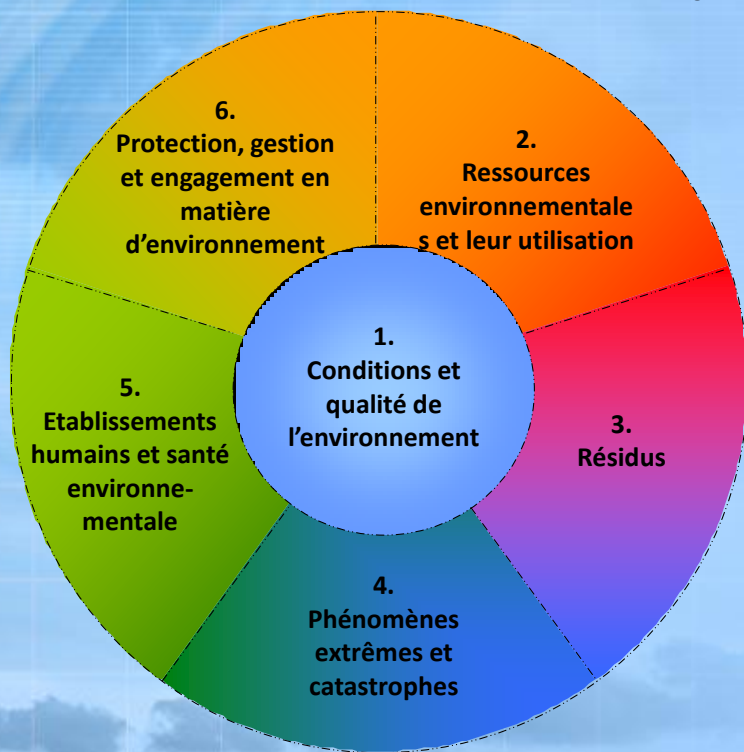 1.
Conditions et
qualité de
l'environnement
2.
Ressources
environnementale
s et leur utilisation
3.
Résidus
4.
Phénomènes
extrêmes et
catastrophes
5.
Etablissements
humains et santé
environne-
mentale
6.
Protection, gestion
et engagement en
matière
d'environnement